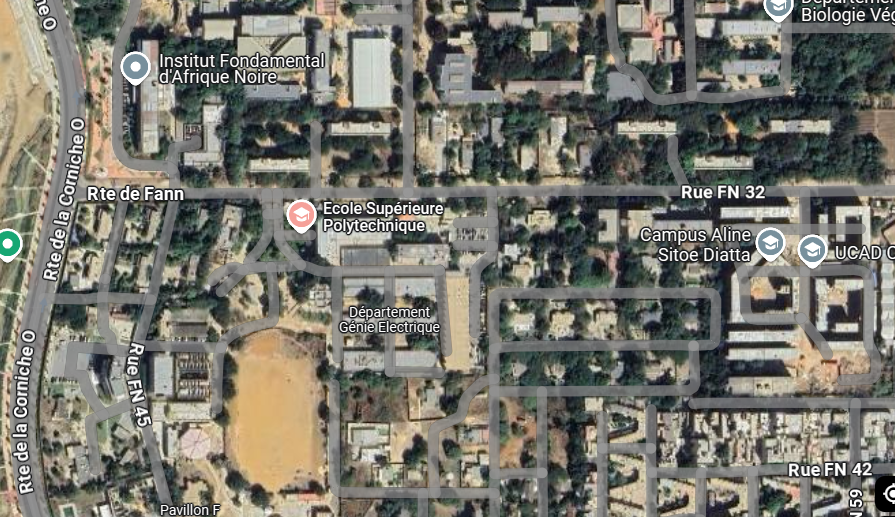 Département
Biologie Vé
Institut Fondamental
d'Afrique Noire
Rte de la Corniche O
Rte de Fann
Rue FN 32
Ecole Supérieure
Polytechnique
Campus Aline
Sitoe Diatta
UCAD
Département
Génie Electrique
Rte de la Corniche O
Rue FN 45
Rue FN 42
Pavillon F